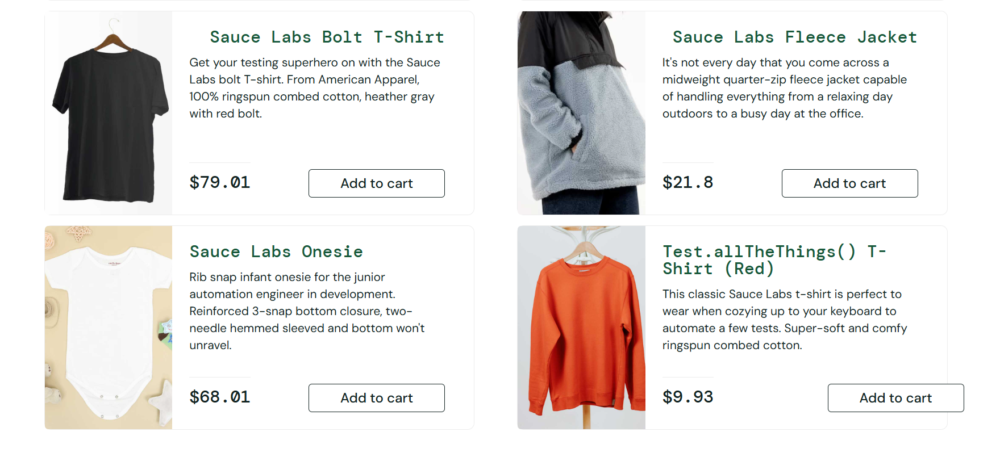 Sauce Labs Bolt T-Shirt
Get your testing superhero on with the Sauce
Labs bolt T-shirt. From American Apparel,
100% ringspun combed cotton, heather gray
with red bolt.
$79.01
Add to cart
Sauce Labs Fleece Jacket
It's not every day that you come across a
midweight quarter-zip fleece jacket capable
of handling everything from a relaxing day
outdoors to a busy day at the office.
$21.8
Add to cart
Sauce Labs Onesie
Rib snap infant onesie for the junior
automation engineer in development.
Reinforced 3-snap bottom closure, two-
needle hemmed sleeved and bottom won't
unravel.
$68.01
Add to cart
Test.allTheThings() T-
Shirt (Red)
This classic Sauce Labs t-shirt is perfect to
wear when cozying up to your keyboard to
automate a few tests. Super-soft and comfy
ringspun combed cotton.
$9.93
Add to cart